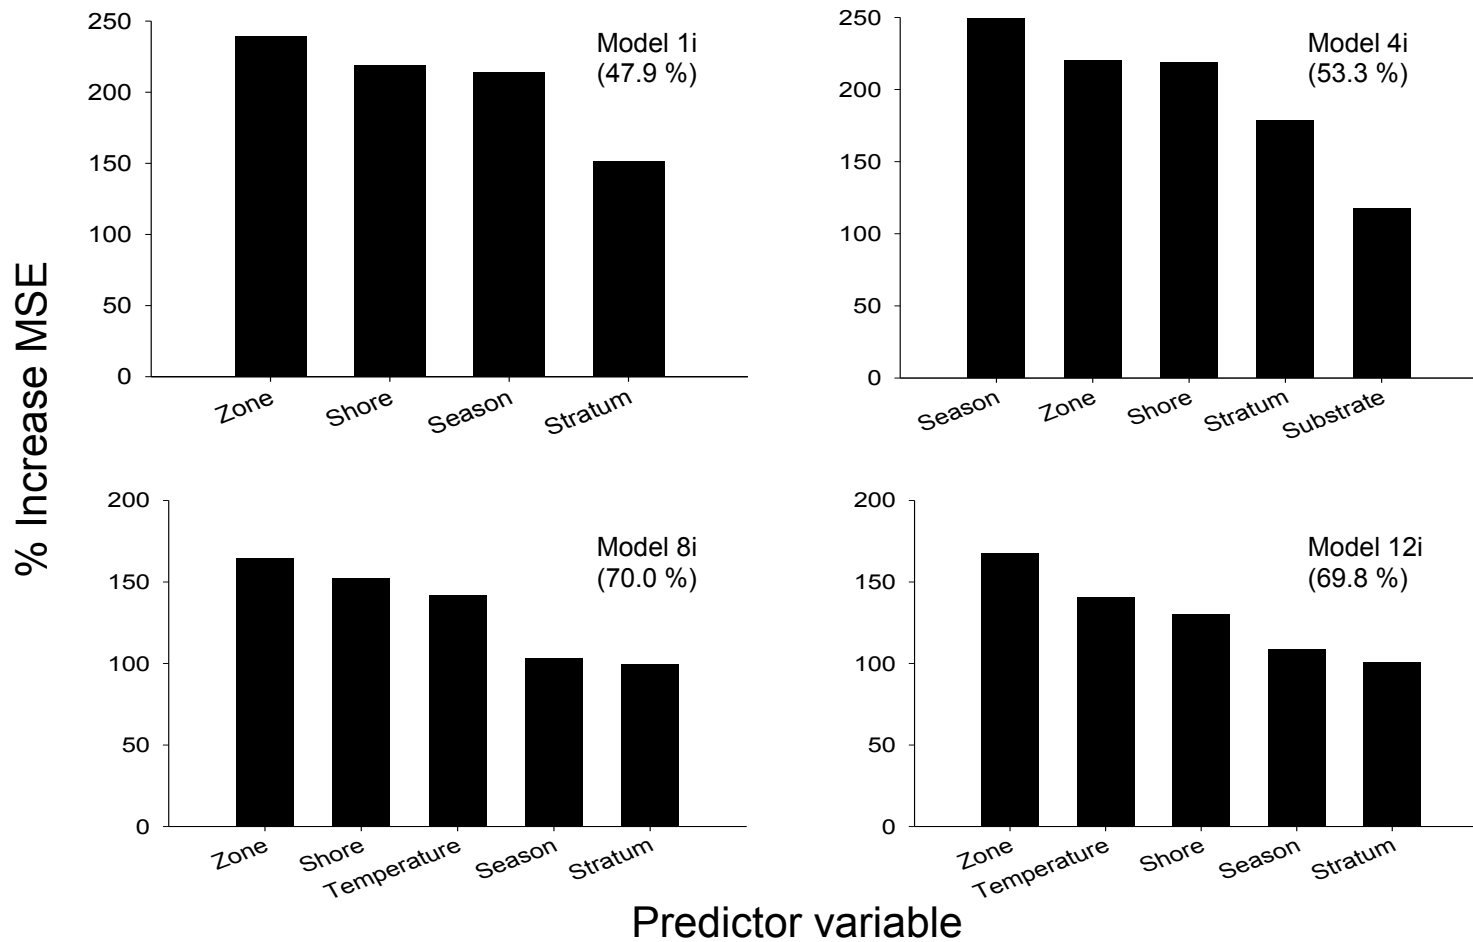 % Increase MSE
250
200
150
100
50
0
Model 1i
(47.9 %)
Zone Shore Season Stratum
250
200
150
100
50
0
Model 4i
(53.3 %)
Season Zone Shore Stratum Substrate
200
150
100
50
0
Model 8i
(70.0 %)
Zone Shore Temperature Season Stratum
200
150
100
50
0
Model 12i
(69.8 %)
Zone Temperature Shore Season Stratum
Predictor variable